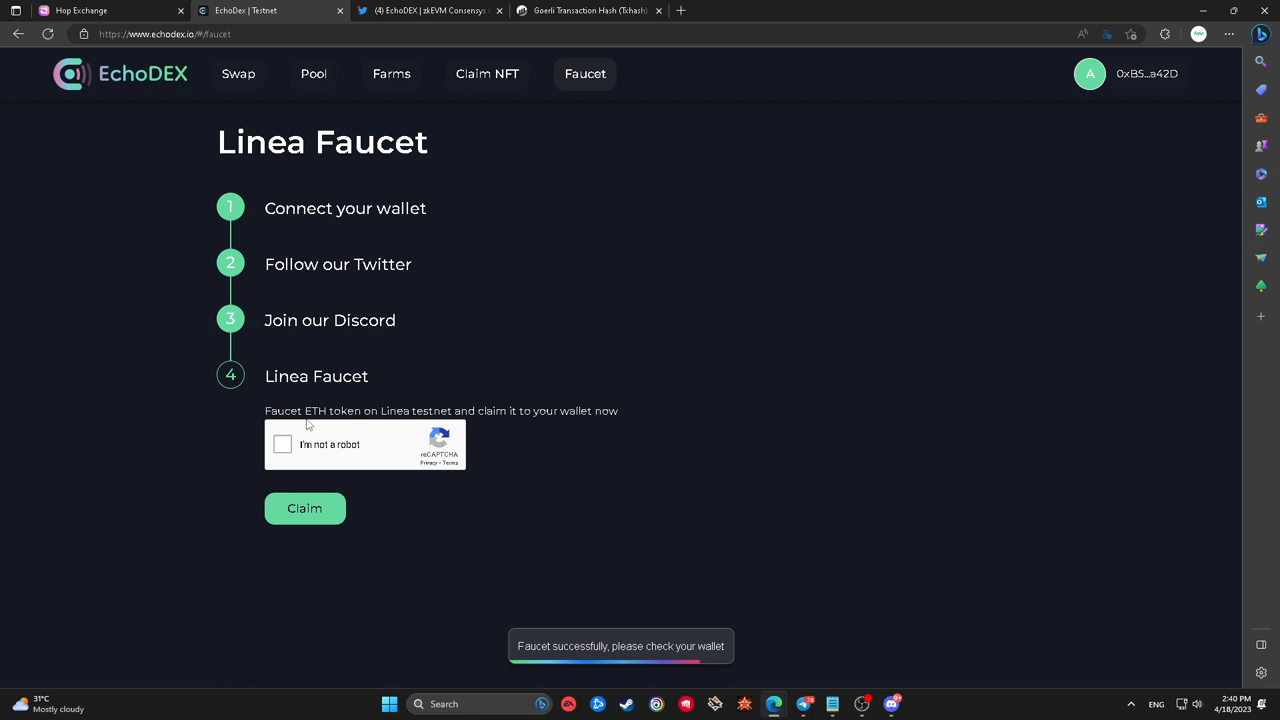 Hop Exchange
EchoDex | Testnet
(4) EchoDEX | zkEVM Consensys
Goerli Transaction Hash (Txhash)
https://www.echodex.io/#/faucet
EchoDEX
Swap
Pool
Farms
Claim NFT
Faucet
A
0xB5...a42D
Linea Faucet
1
Connect your wallet
2
Follow our Twitter
3
Join our Discord
4
Linea Faucet
Faucet ETH token on Linea testnet and claim it to your wallet now
I'm not a robot
reCAPTCHA
Privacy - Terms
Claim
Faucet successfully, please check your wallet
31°C
Mostly cloudy
Search
ENG
2:40 PM
4/18/2023